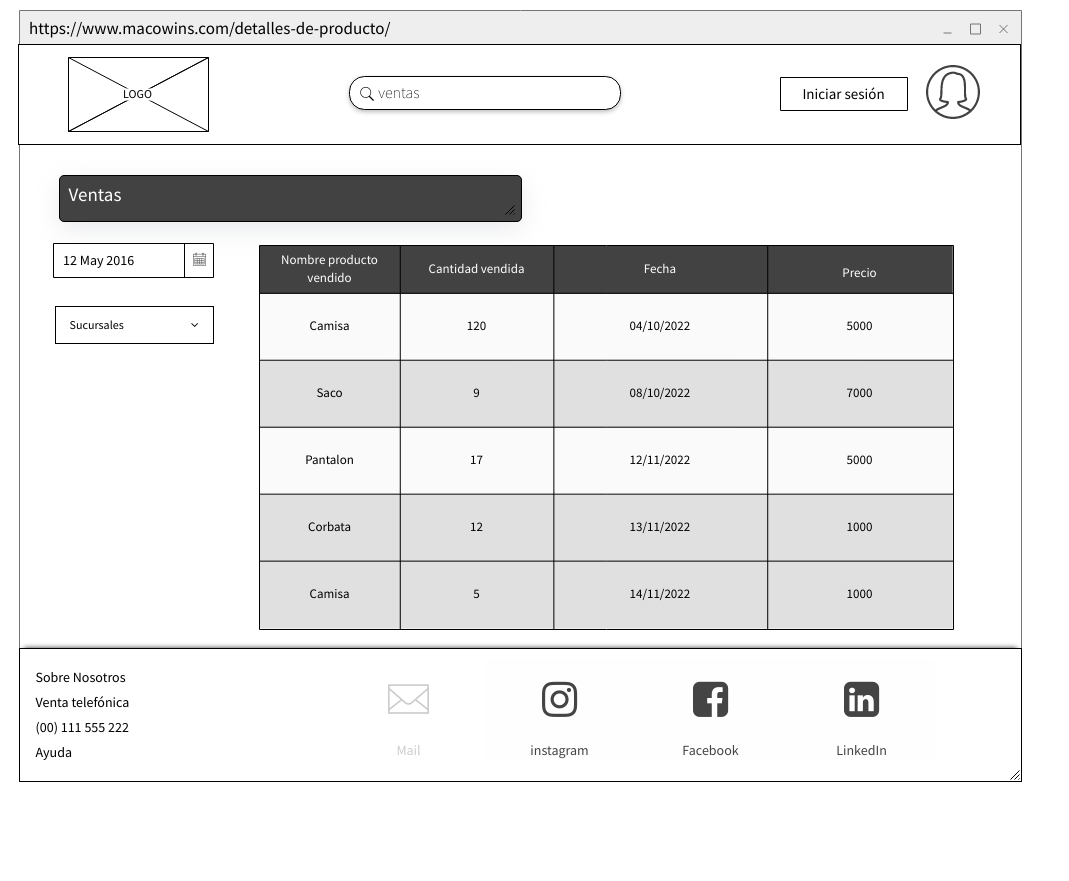 https://www.macowins.com/detalles-de-producto/
LOGO
ventas
Iniciar sesión
Ventas
12 May 2016
Sucursales
Nombre producto
vendido
Cantidad vendida
Fecha
Precio
Camisa
120
04/10/2022
5000
Saco
9
08/10/2022
7000
Pantalon
17
12/11/2022
5000
Corbata
12
13/11/2022
1000
Camisa
5
14/11/2022
1000
Sobre Nosotros
Venta telefónica
(00) 111 555 222
Ayuda
Mail
instagram
Facebook
LinkedIn